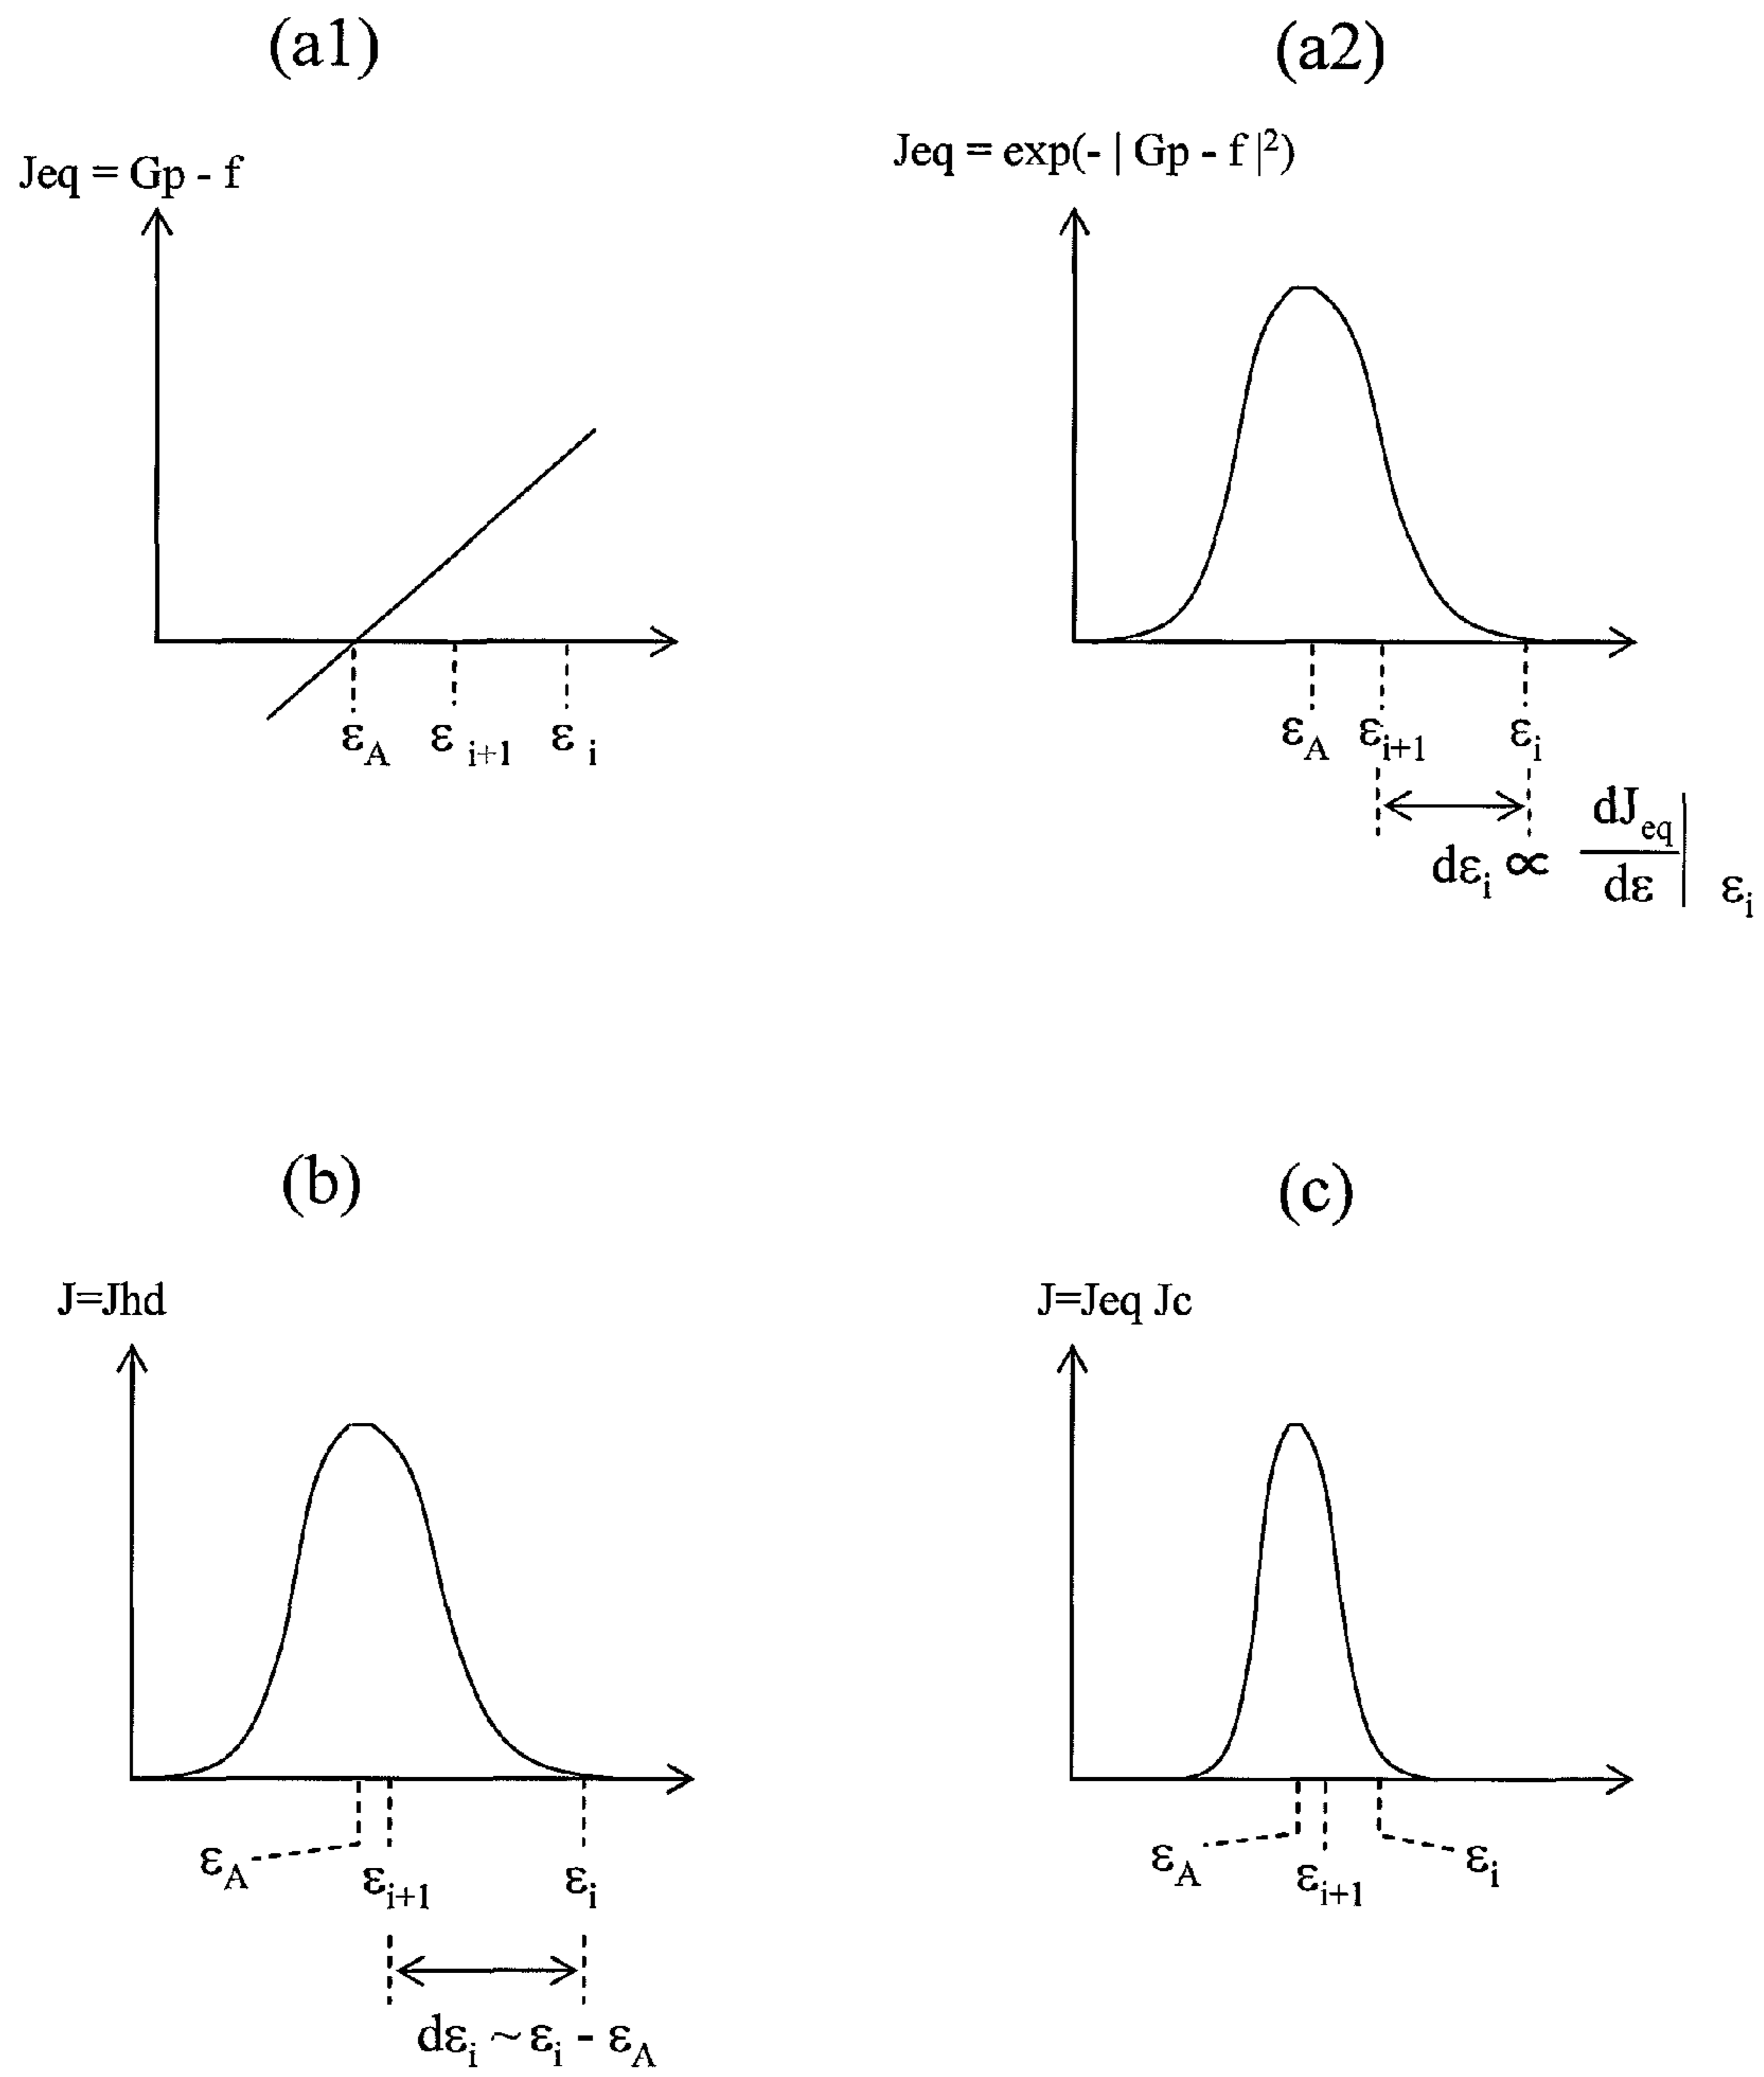 (a1)
Jeq = Gp - f
εA ε i+1 ε i
(a2)
Jeq = exp(- | Gp - f |²)
εA εi+1 εi
dεi ∝ dJeq/dε | εi
(b)
J=Jhd
εA εi+1 εi
dεi ~ εi - εA
(c)
J=Jeq Jc
εA εi+1 εi